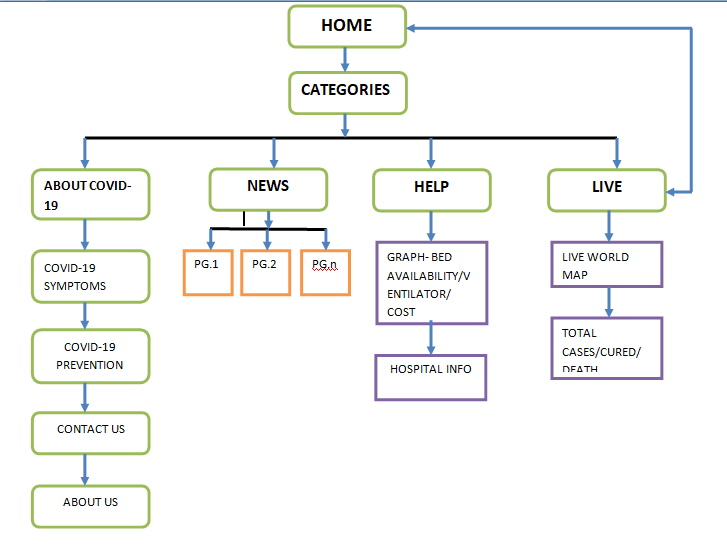 HOME
CATEGORIES
ABOUT COVID-
19
NEWS
HELP
LIVE
COVID-19
SYMPTOMS
PG.1
PG.2
PG.n
GRAPH- BED
AVAILABILITY/V
ENTILATOR/
COST
LIVE WORLD
MAP
COVID-19
PREVENTION
HOSPITAL INFO
TOTAL
CASES/CURED/
DEATH
CONTACT US
ABOUT US